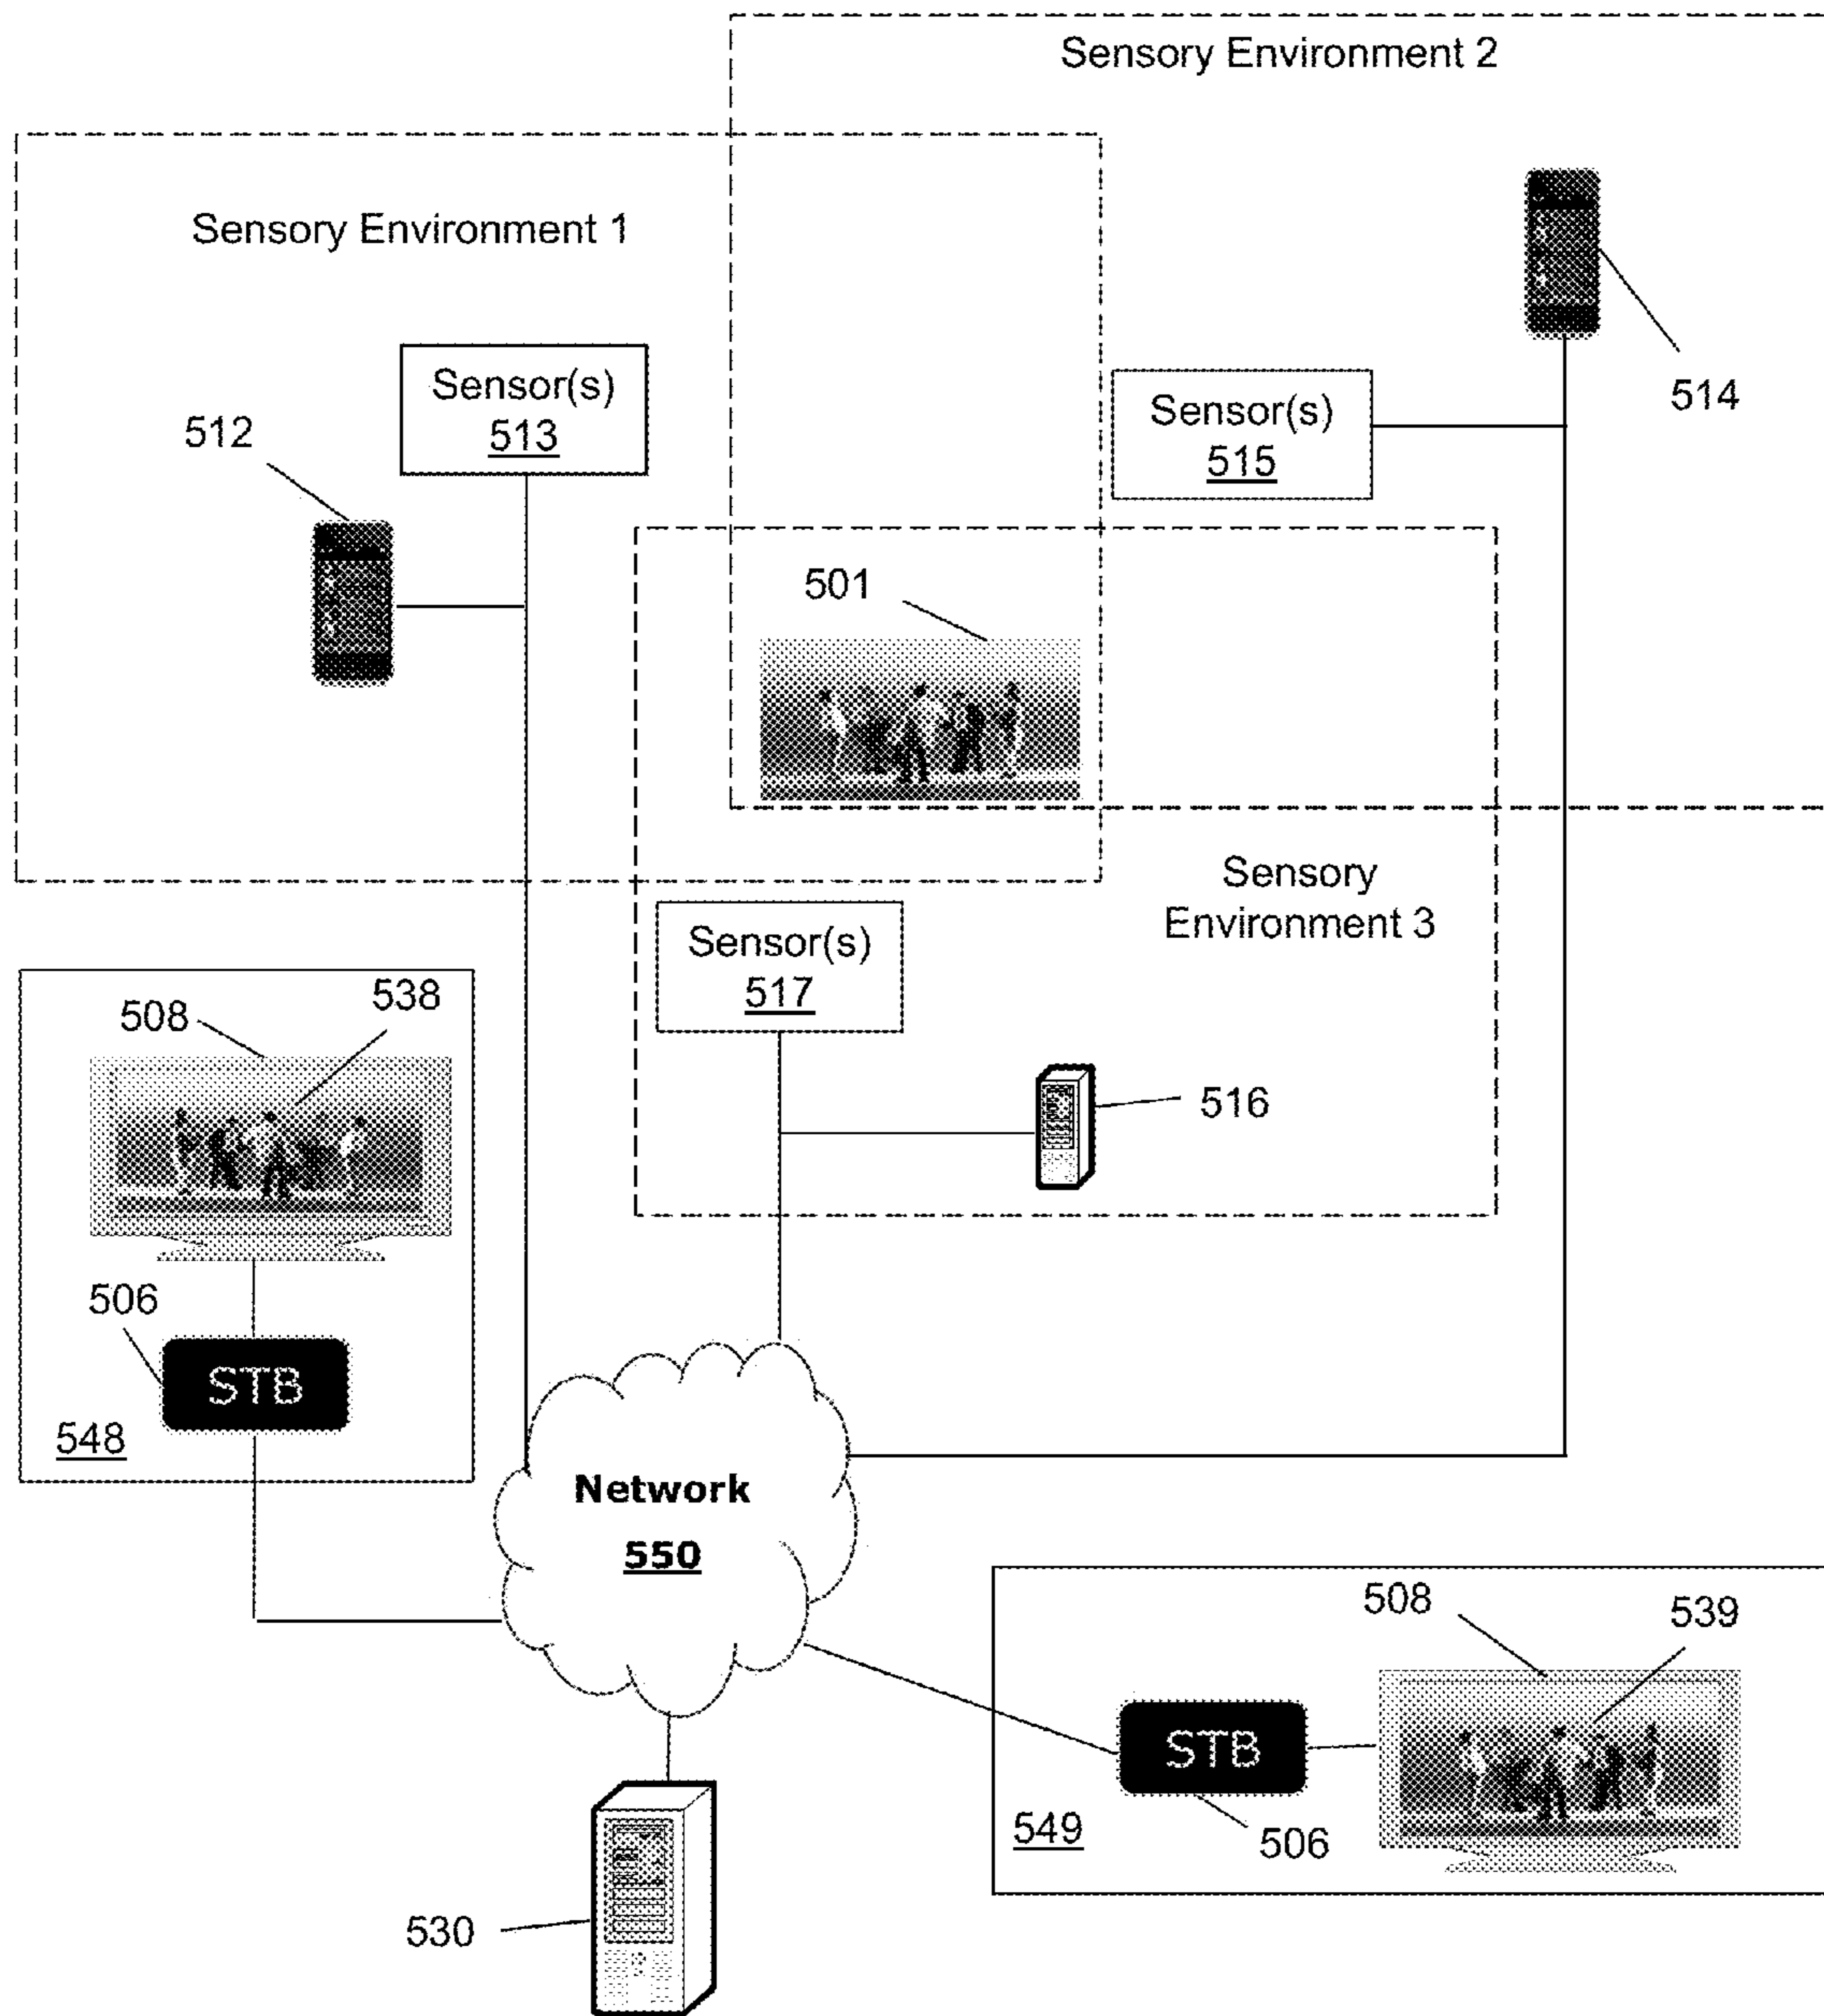 Sensory Environment 2
Sensory Environment 1
Sensor(s)
513
512
Sensor(s)
515
514
501
Sensory
Environment 3
Sensor(s)
517
516
508
538
506
STB
548
Network
550
508
539
STB
549
506
530